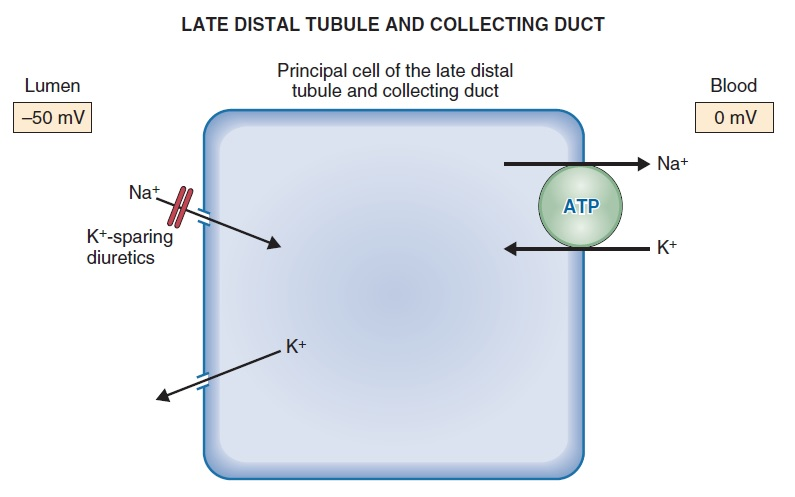 LATE DISTAL TUBULE AND COLLECTING DUCT
Principal cell of the late distal
tubule and collecting duct
Lumen
–50 mV
Blood
0 mV
Na+
K+-sparing
diuretics
K+
ATP
Na+
K+